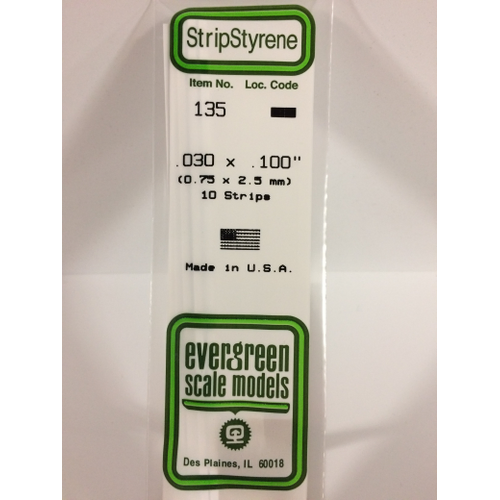 StripStyrene
Item No. Loc. Code
135
.030 x .100"
(0.75 x 2.5 mm)
10 Strips
Made in U.S.A.
evergreen
scale models
Des Plaines, IL 60018